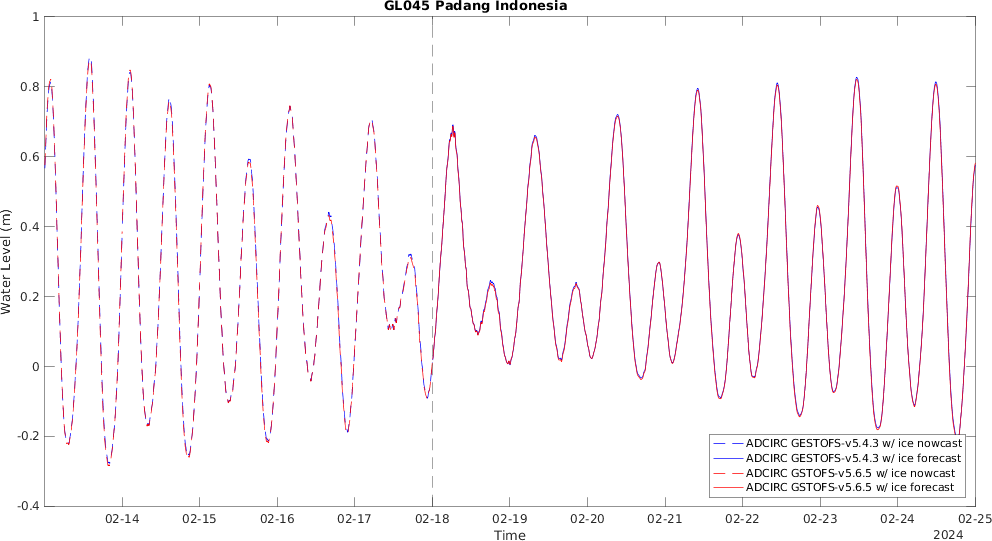 GL045 Padang Indonesia
1
0.8
0.6
0.4
0.2
0
-0.2
-0.4
Water Level (m)
ADCIRC GESTOFS-v5.4.3 w/ ice nowcast
ADCIRC GESTOFS-v5.4.3 w/ ice forecast
ADCIRC GSTOFS-v5.6.5 w/ ice nowcast
ADCIRC GSTOFS-v5.6.5 w/ ice forecast
02-14 02-15 02-16 02-17 02-18 02-19 02-20 02-21 02-22 02-23 02-24 02-25
Time
2024